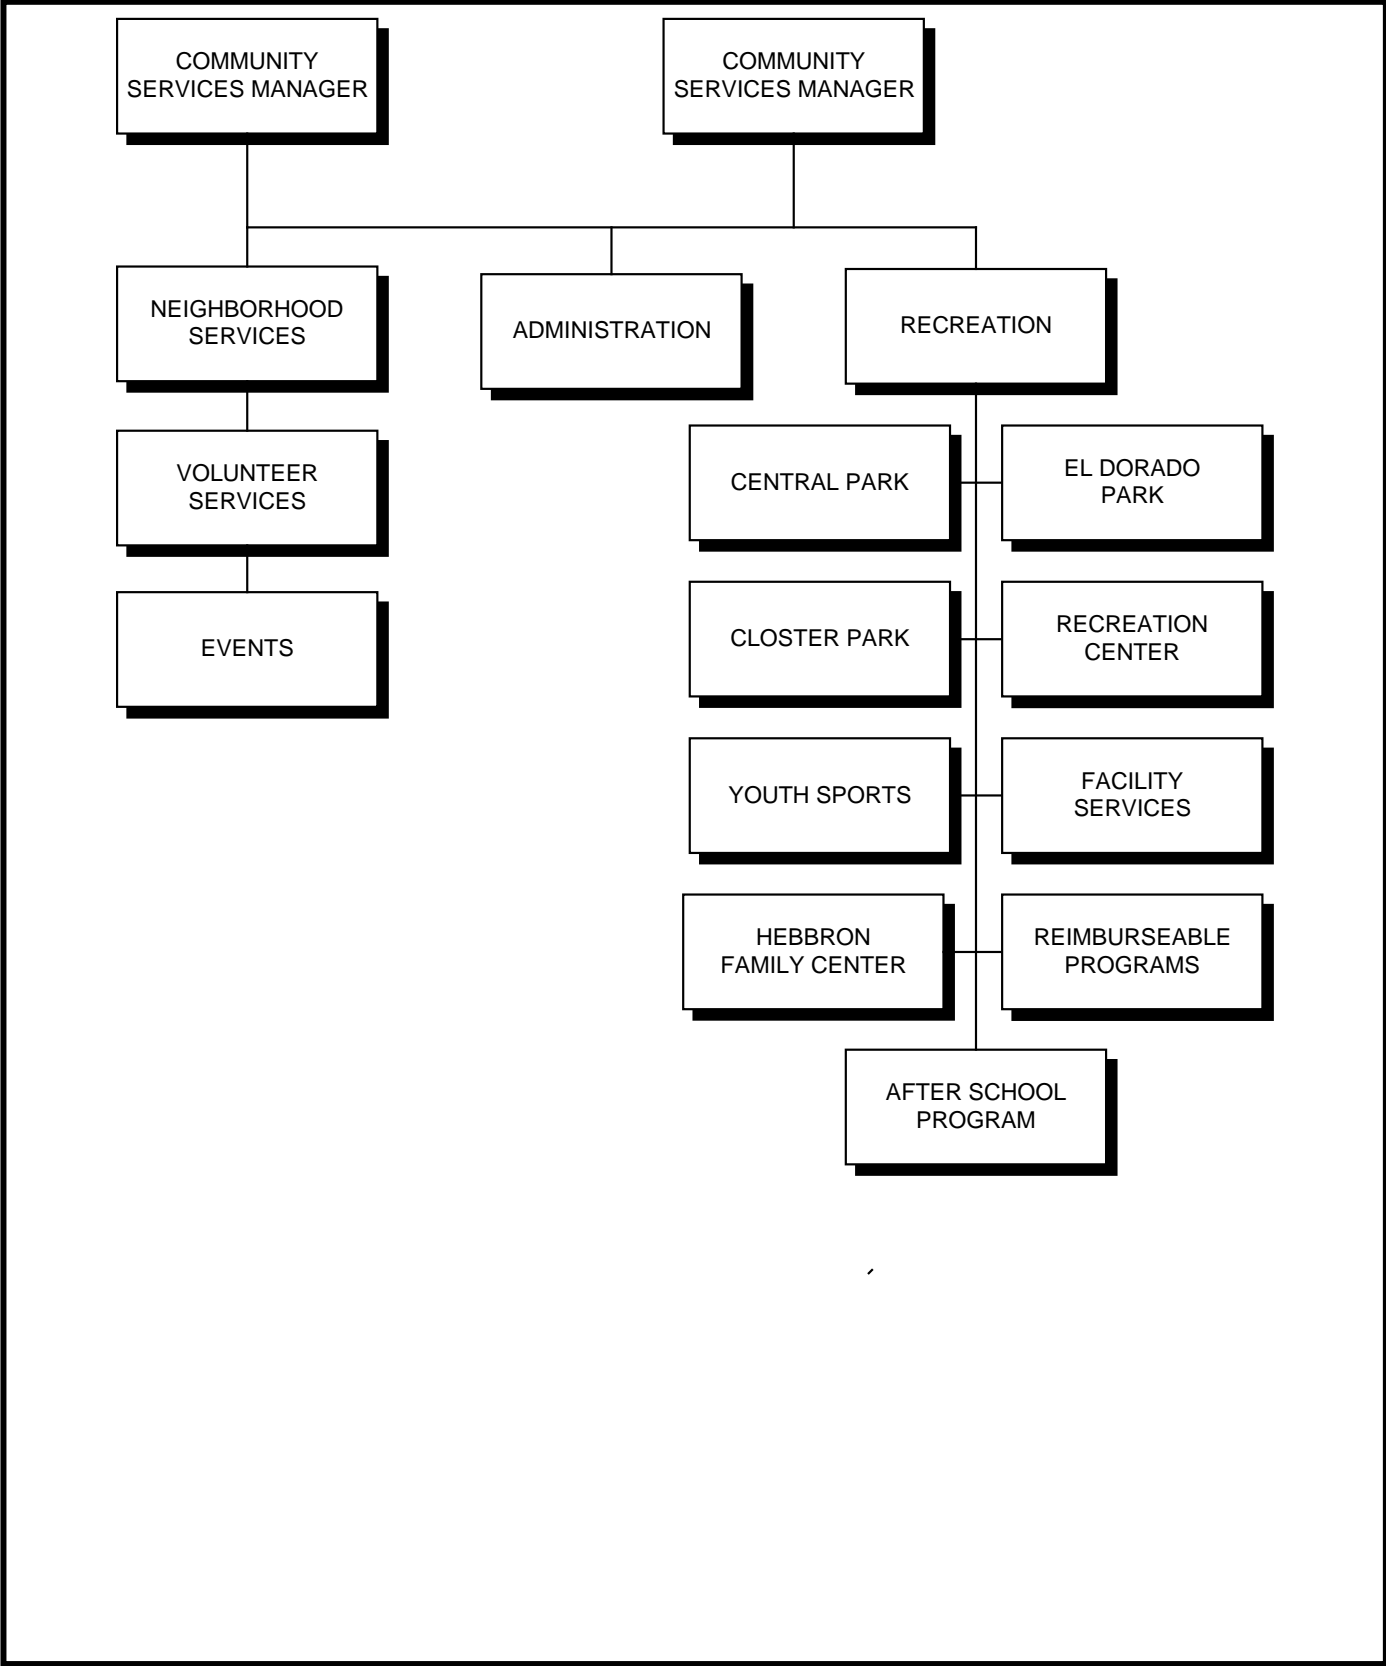 COMMUNITY
SERVICES MANAGER
COMMUNITY
SERVICES MANAGER
NEIGHBORHOOD
SERVICES
ADMINISTRATION
RECREATION
VOLUNTEER
SERVICES
CENTRAL PARK
EL DORADO
PARK
EVENTS
CLOSTER PARK
RECREATION
CENTER
YOUTH SPORTS
FACILITY
SERVICES
HEBBRON
FAMILY CENTER
REIMBURSEABLE
PROGRAMS
AFTER SCHOOL
PROGRAM